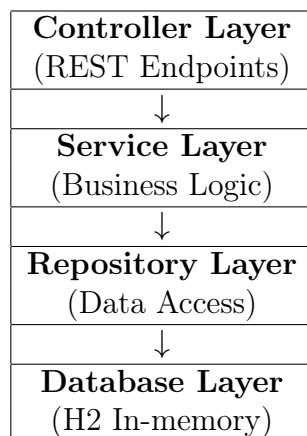 Controller Layer
(REST Endpoints)
↓
Service Layer
(Business Logic)
↓
Repository Layer
(Data Access)
↓
Database Layer
(H2 In-memory)